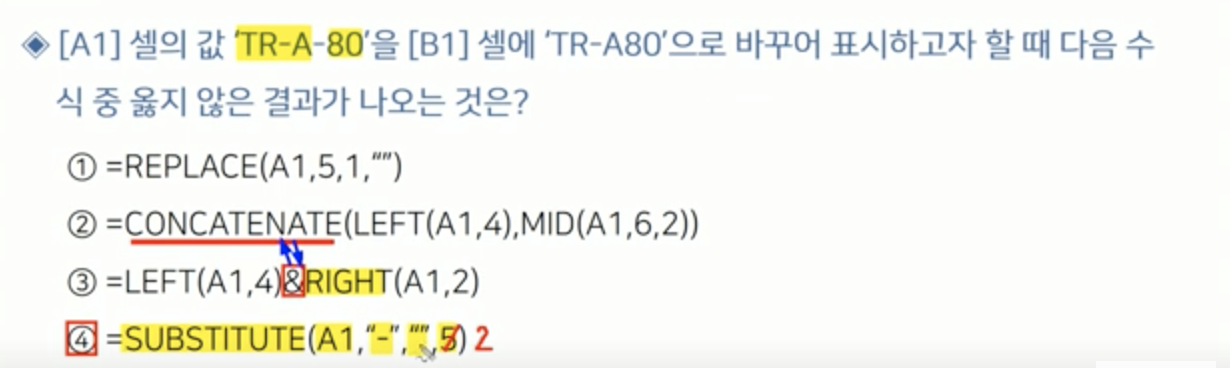 ◈ [A1] 셀의 값 'TR-A-80'을 [B1] 셀에 'TR-A80'으로 바꾸어 표시하고자 할 때 다음 수
식 중 옳지 않은 결과가 나오는 것은?
① =REPLACE(A1,5,1,"")
② =CONCATENATE(LEFT(A1,4),MID(A1,6,2))
③ =LEFT(A1,4)&RIGHT(A1,2)
④ =SUBSTITUTE(A1,"-","",5) 2